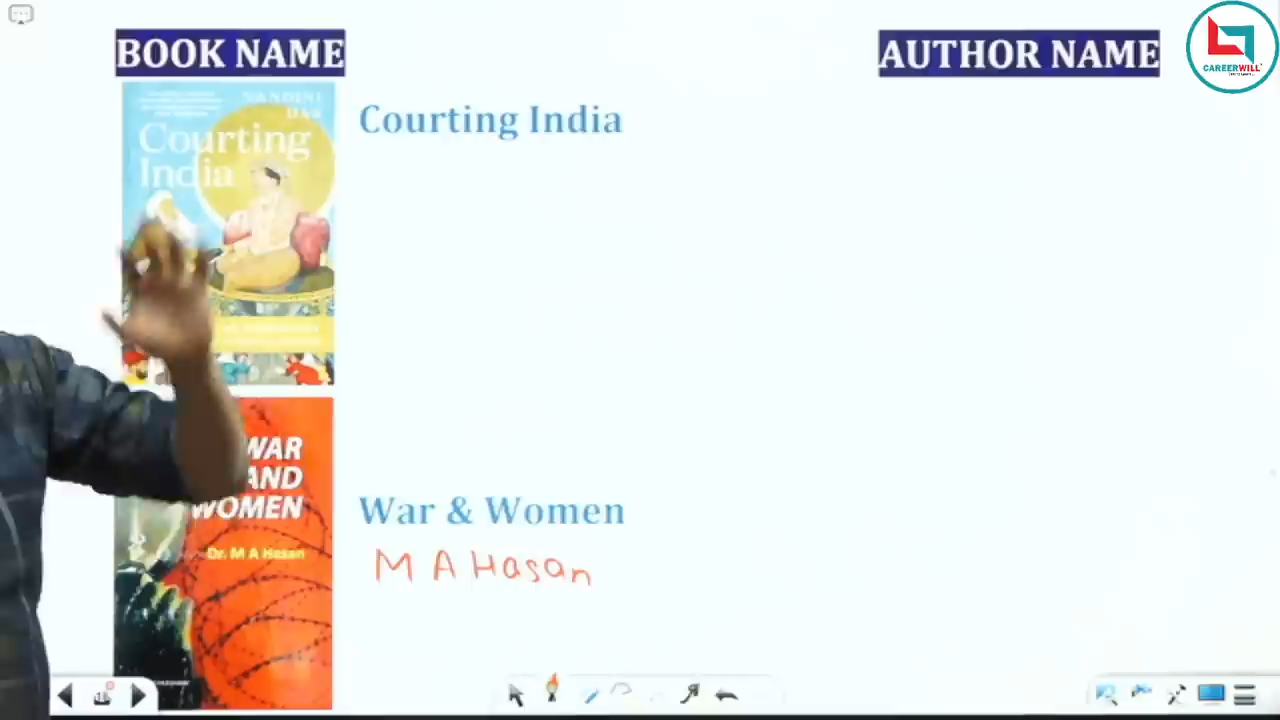 BOOK NAME
AUTHOR NAME
CAREERWILL
NANDINI
DAS
Courting
India
Courting India
WAR
AND
WOMEN
Dr. M A Hasan
War & Women
M A Hasan